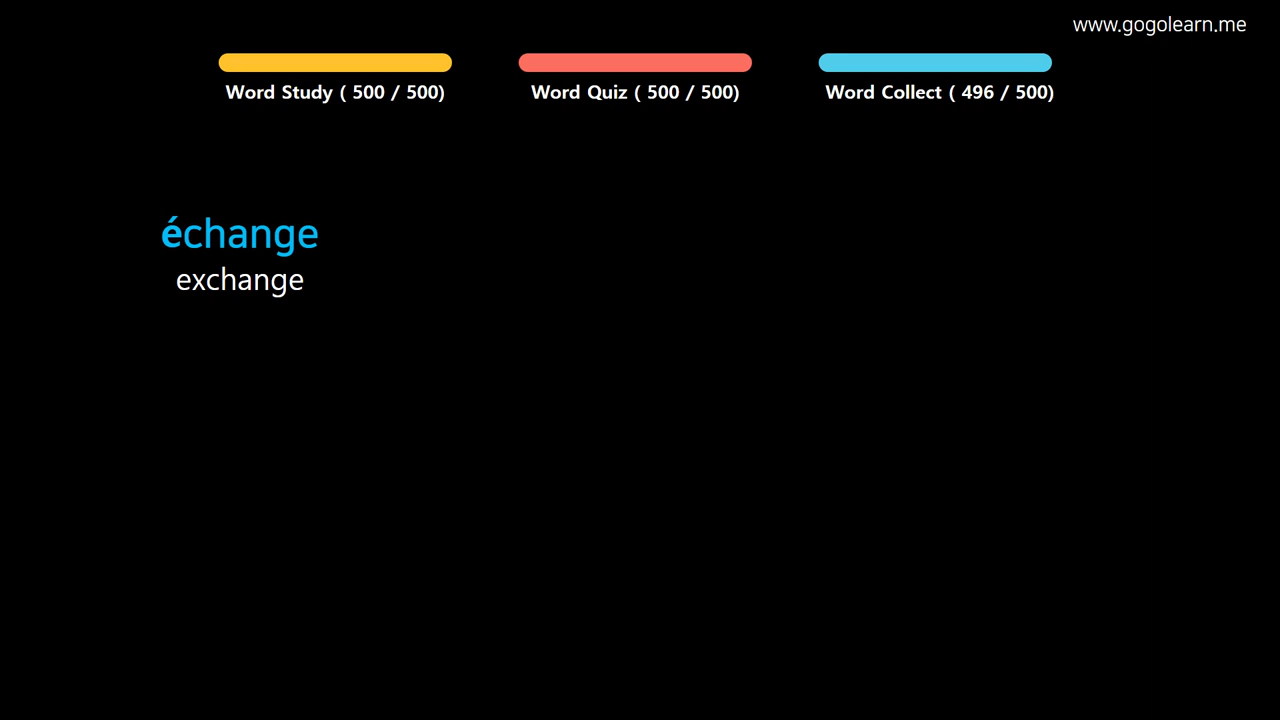 www.gogolearn.me
Word Study ( 500 / 500)
Word Quiz ( 500 / 500)
Word Collect ( 496 / 500)
échange
exchange